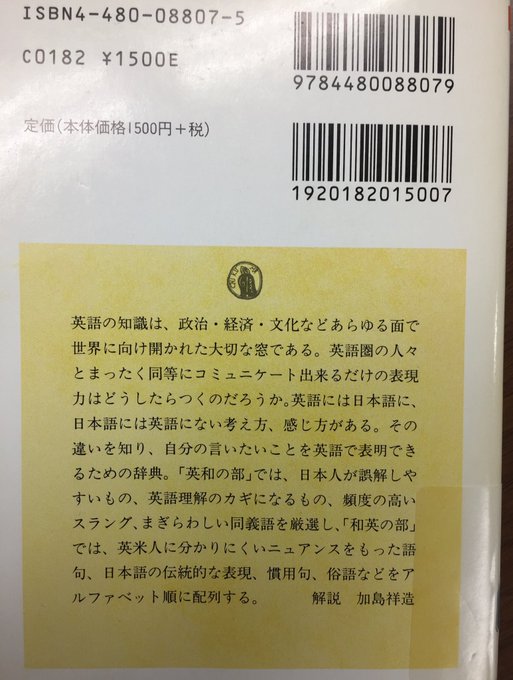 ISBN4-480-08807-5
C0182 ¥1500E
定価(本体価格1500円+税)
9784480088079
1920182015007
英語の知識は、政治・経済・文化などあらゆる面で
世界に向け開かれた大切な窓である。英語圏の人々
とまったく同等にコミュニケート出来るだけの表現
力はどうしたらつくのだろうか。英語には日本語に、
日本語には英語にない考え方、感じ方がある。そ
の違いを知り、自分の言いたいことを英語で表明でき
るための辞典。「英和の部」では、日本人が誤解しや
すいもの、英語理解のカギになるもの、頻度の高い
スラング、まぎらわしい同義語を厳選し、「和英の部」
では、英米人に分かりにくいニュアンスをもった語
句、日本語の伝統的な表現、慣用句、俗語などをア
ルファベット順に配列する。 解説 加島祥造